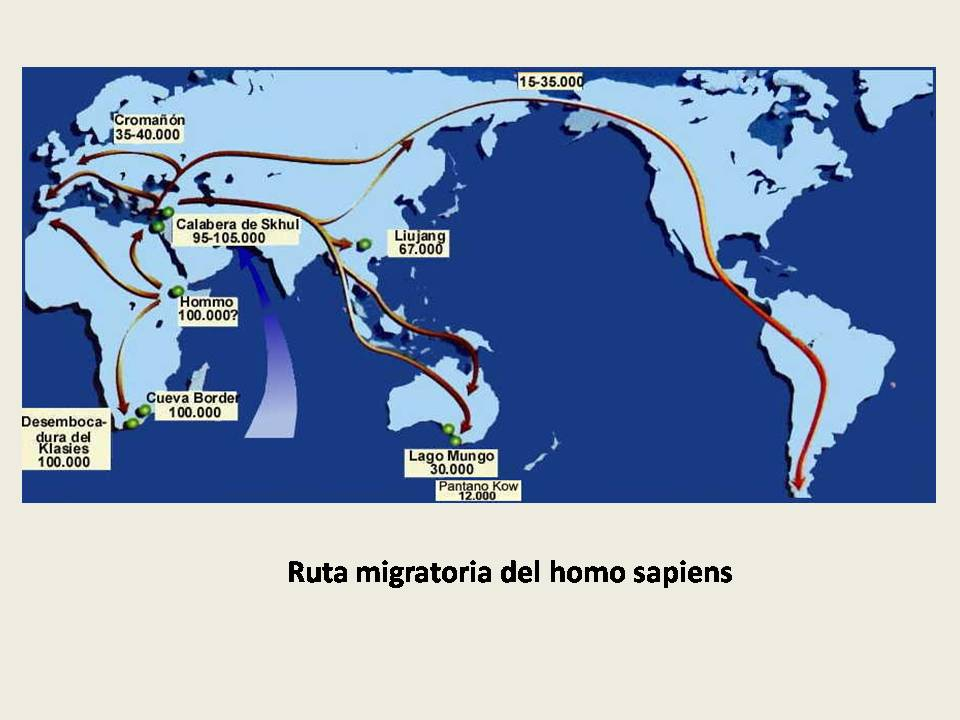 15-35.000
Cromañón
35-40.000
?
Calabera de Skhul
95-105.000
Liujang
67.000
Hommo
100.000?
?
Cueva Border
100.000
Desemboca-
dura del
Klasies
100.000
Lago Mungo
30.000
Pantano Kow
12.000
Ruta migratoria del homo sapiens